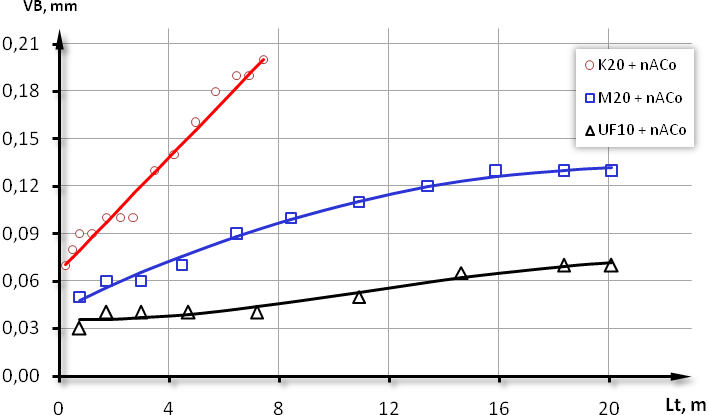 VB, mm
0,21
0,18
0,15
0,12
0,09
0,06
0,03
0,00
K20 + nACo
M20 + nACo
UF10 + nACo
0 4 8 12 16 20
Lt, m